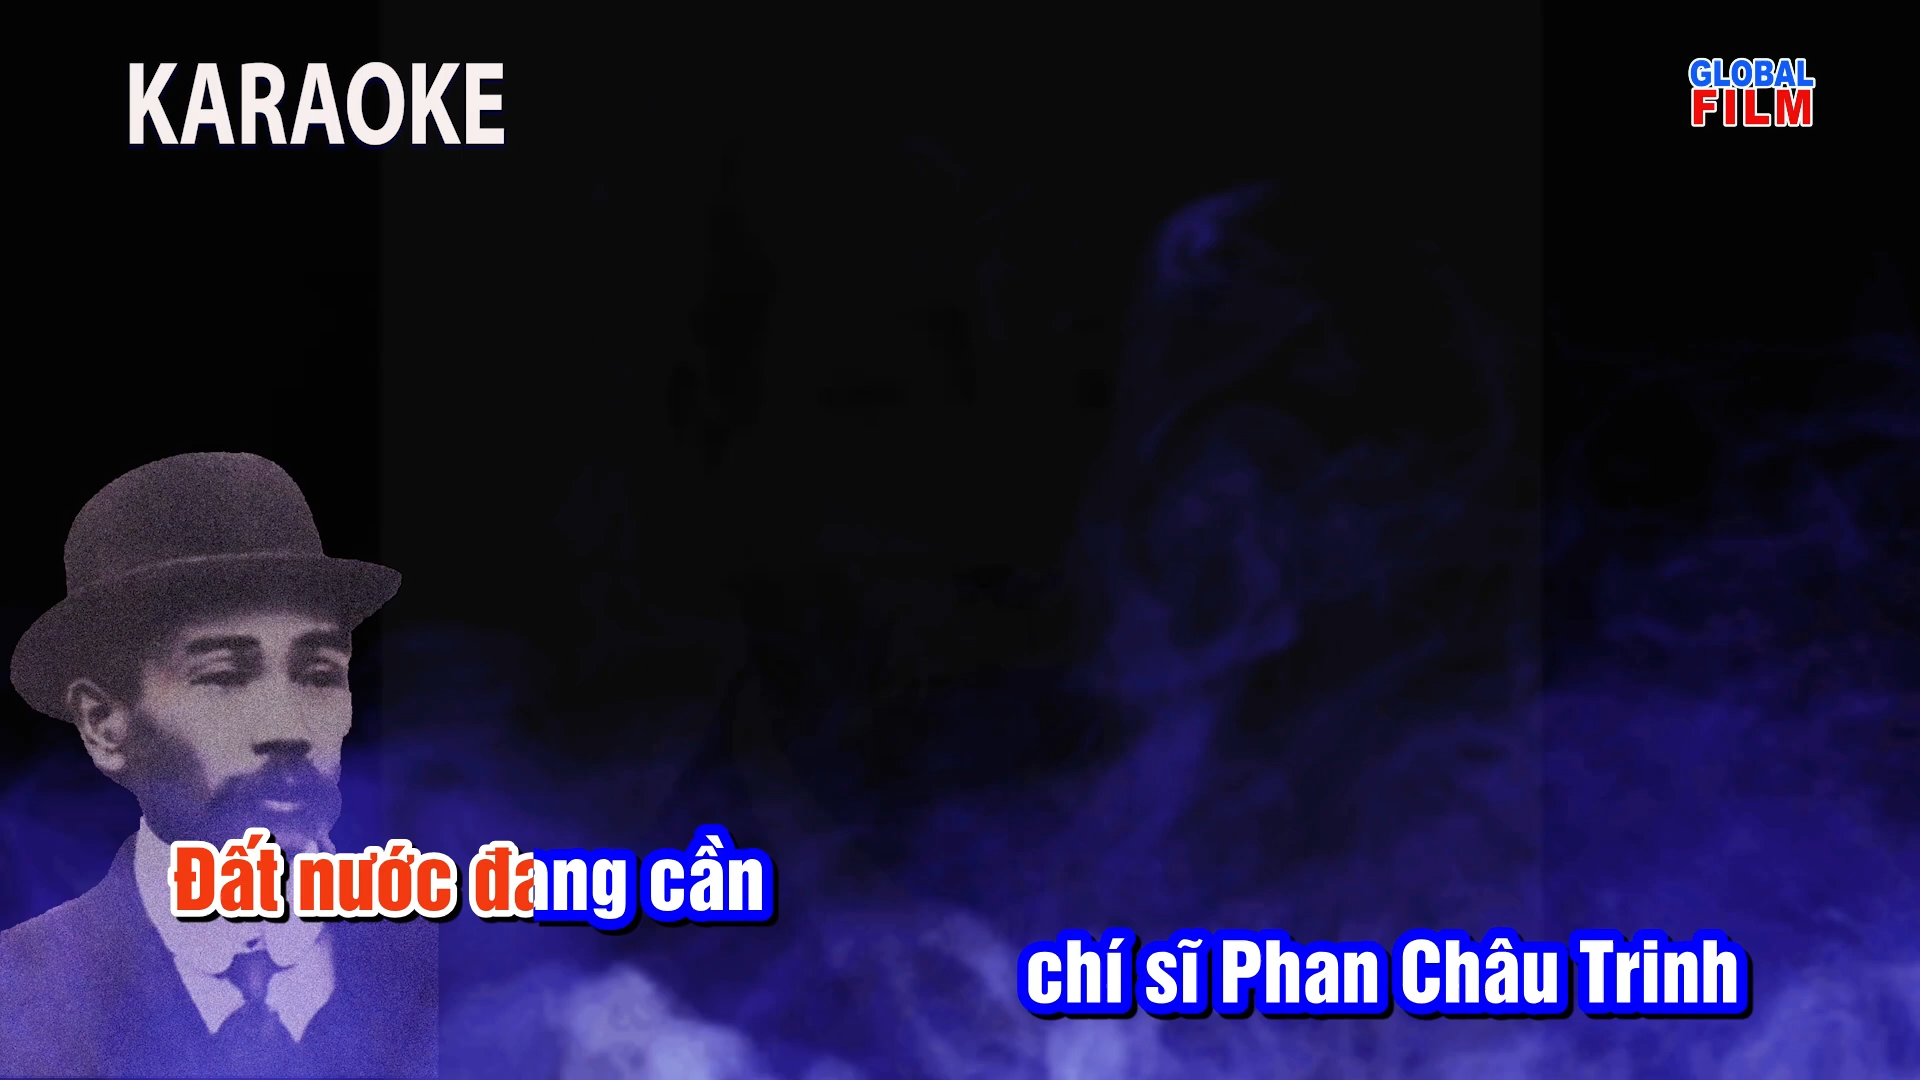 KARAOKE
GLOBAL
FILM
Đất nước đang cần
chí sĩ Phan Châu Trinh